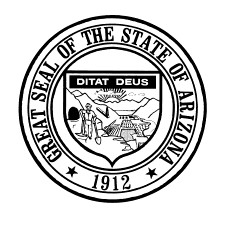 GREAT SEAL OF THE STATE OF ARIZONA
DITAT DEUS
1912